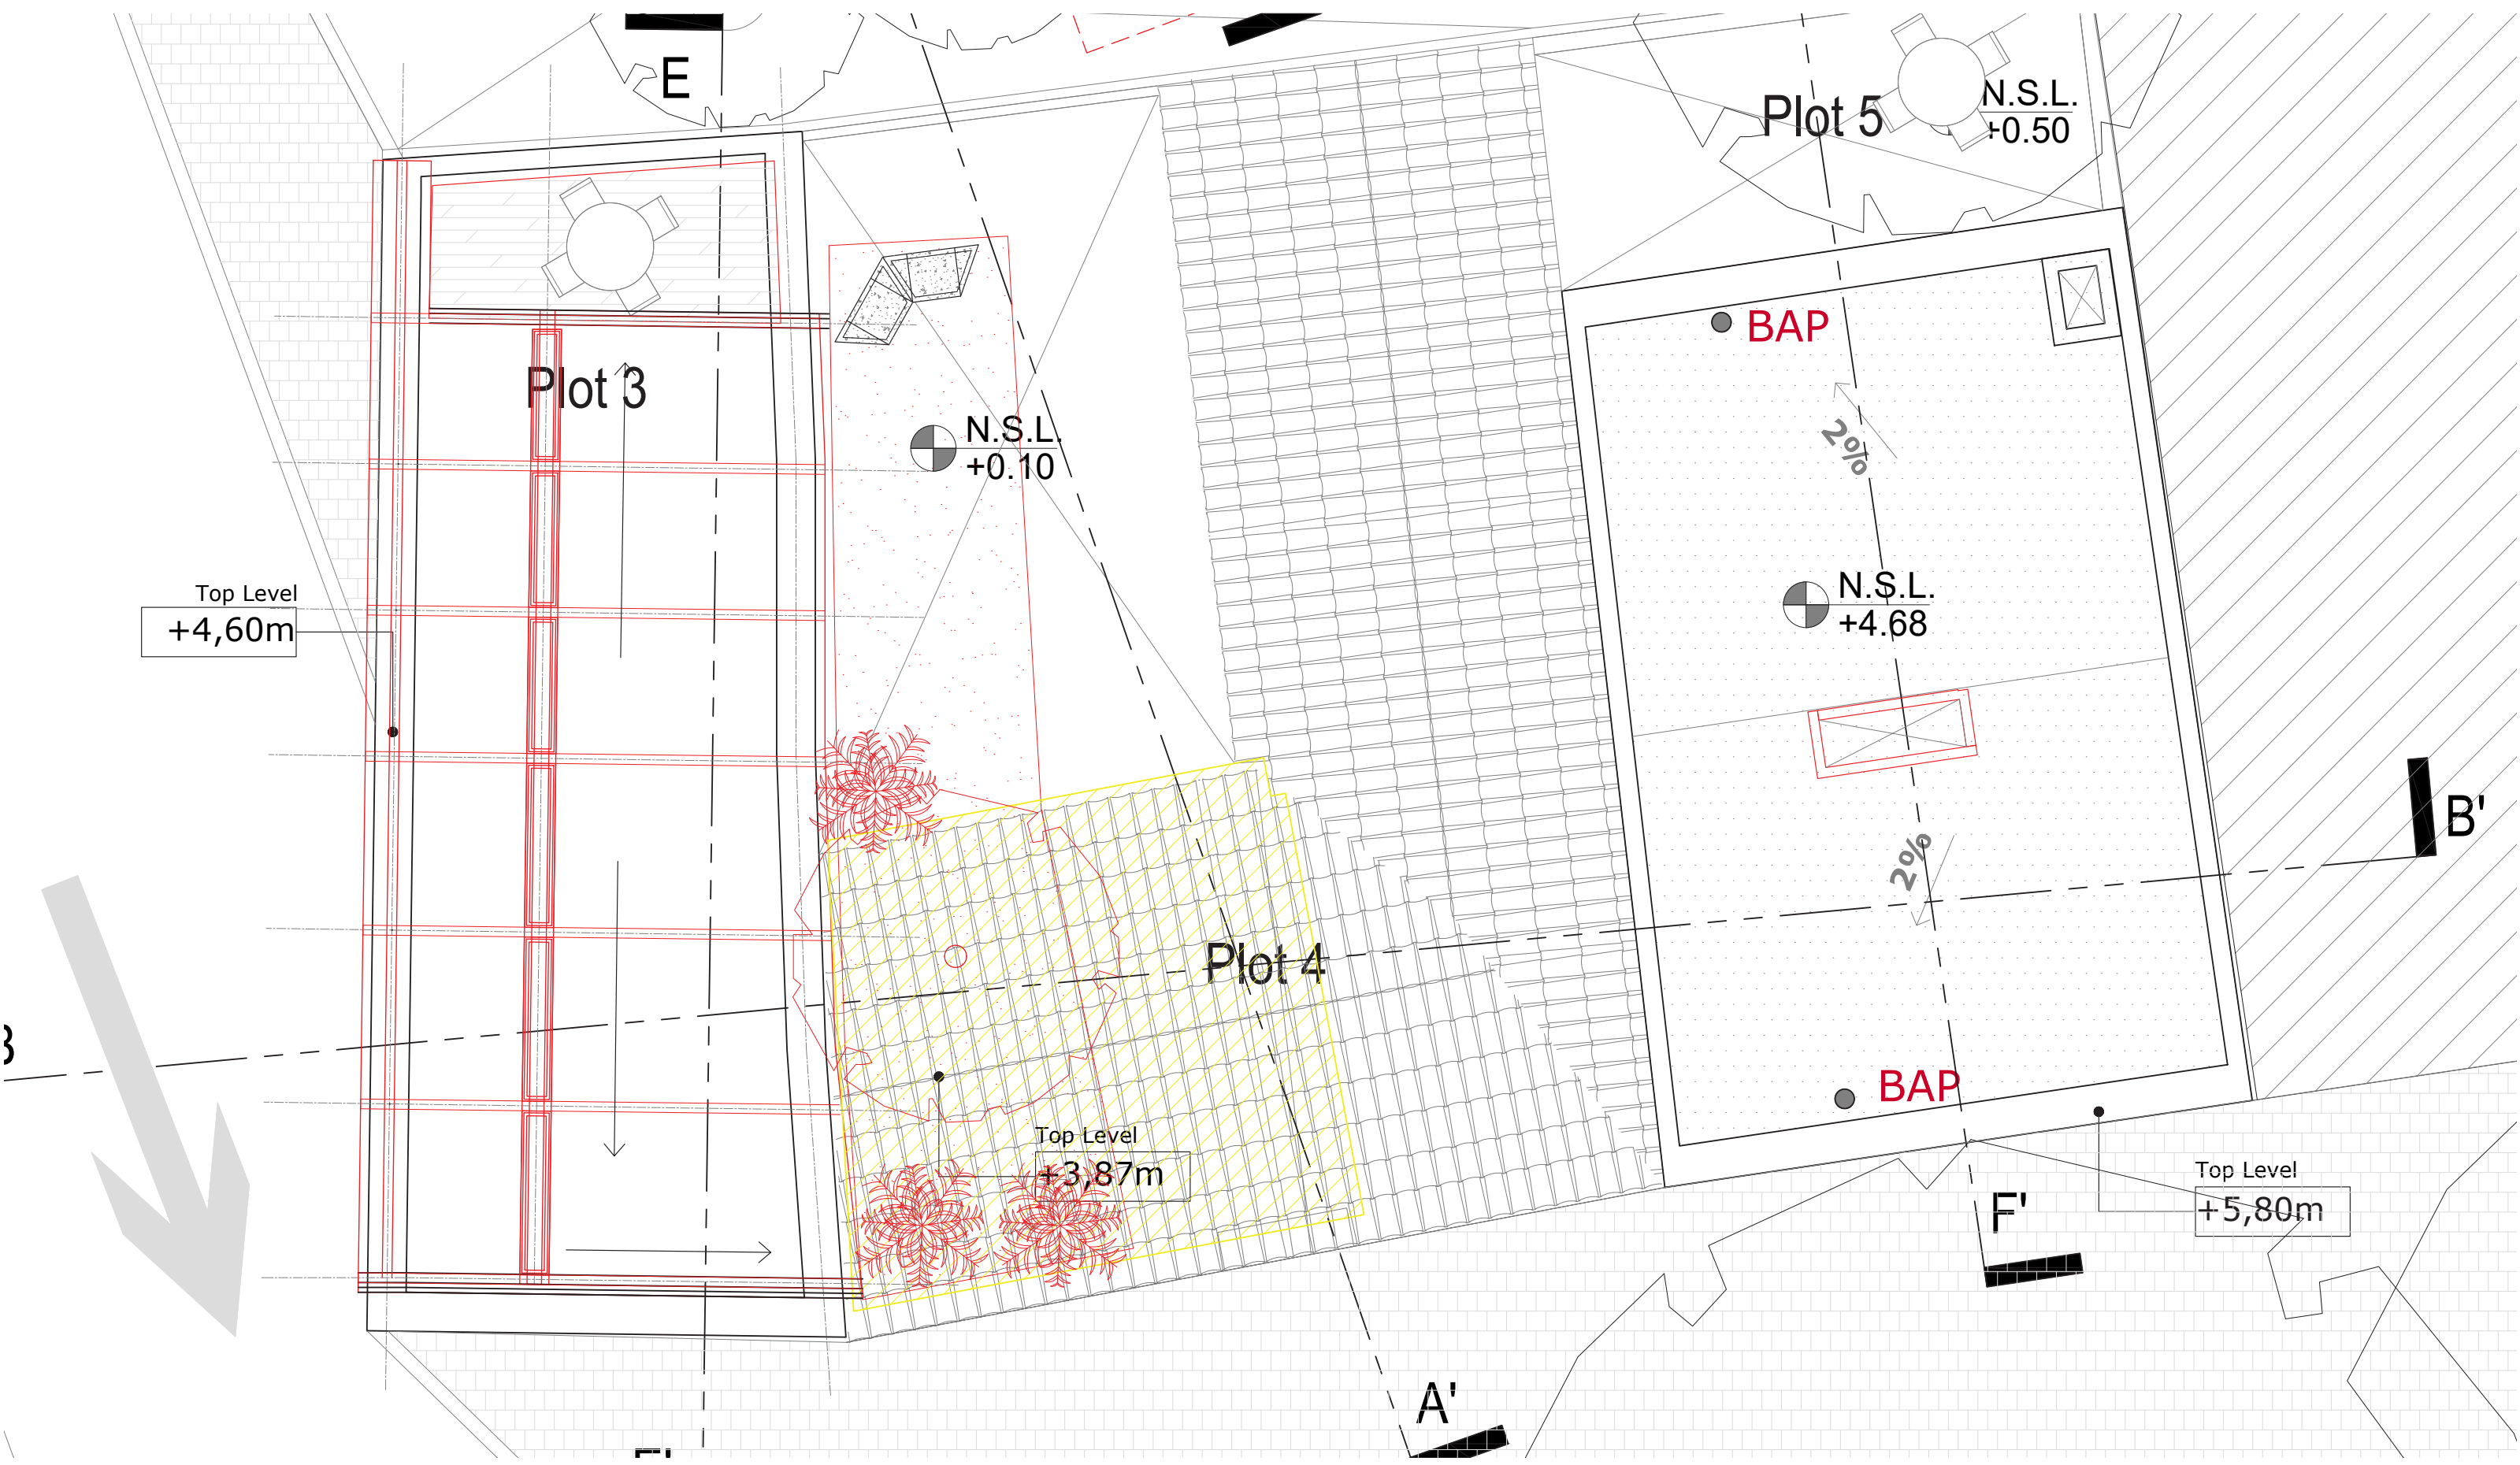 E
Plot 5
N.S.L.
+0.50
BAP
Plot 3
N.S.L.
+0.10
2%
Top Level
+4,60m
N.S.L.
+4.68
B'
2%
Plot 4
BAP
Top Level
+3,87m
Top Level
+5,80m
F'
A'